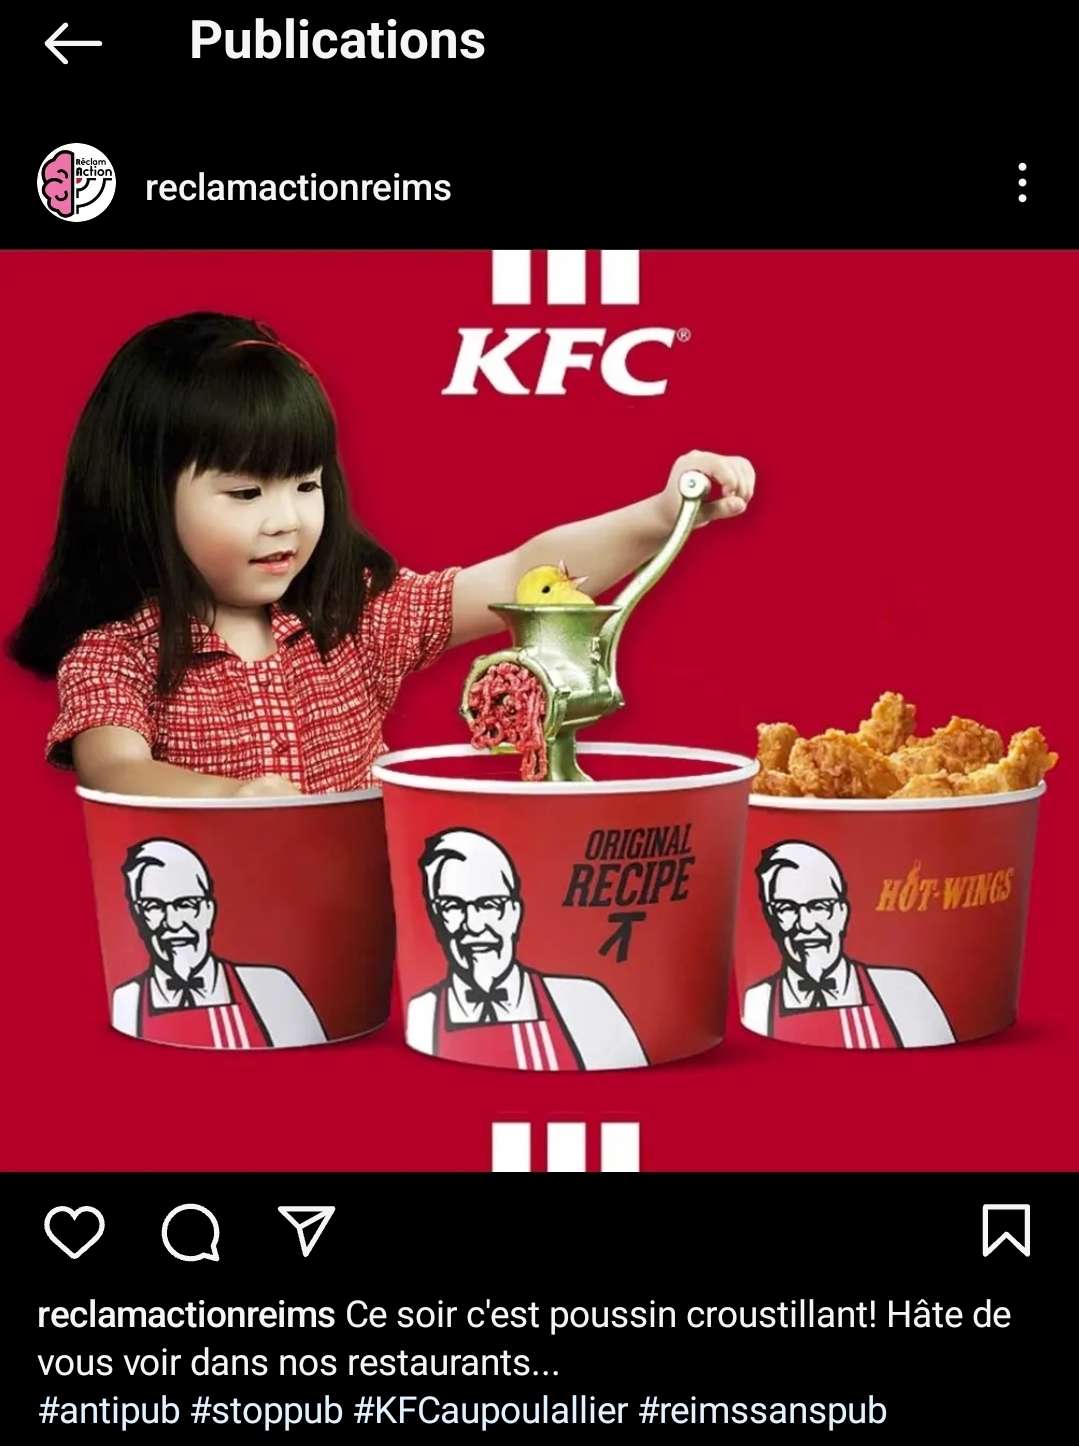 Publications
Rêclam
Action
reclamactionreims
KFC®
ORIGINAL
RECIPE
HOT-WINGS
reclamactionreims Ce soir c'est poussin croustillant! Hâte de
vous voir dans nos restaurants...
#antipub #stoppub #KFCaupoulallier #reimssanspub